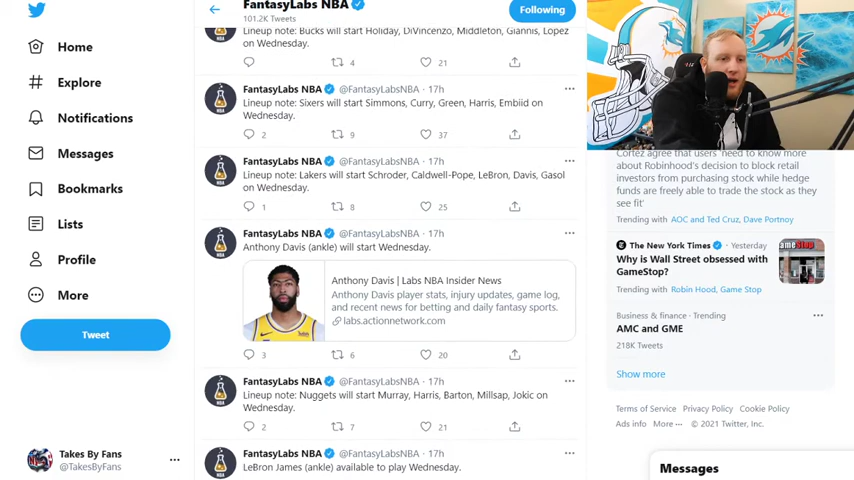 FantasyLabs NBA
101.2K Tweets
Following
Lineup note: Bucks will start Holiday, DiVincenzo, Middleton, Giannis, Lopez
on Wednesday.
4
21
FantasyLabs NBA @FantasyLabsNBA · 17h
Lineup note: Sixers will start Simmons, Curry, Green, Harris, Embiid on
Wednesday.
2
9
37
FantasyLabs NBA @FantasyLabsNBA · 17h
Lineup note: Lakers will start Schroder, Caldwell-Pope, LeBron, Davis, Gasol
on Wednesday.
1
8
25
FantasyLabs NBA @FantasyLabsNBA · 17h
Anthony Davis (ankle) will start Wednesday.
Anthony Davis | Labs NBA Insider News
Anthony Davis player stats, injury updates, game log,
and recent news for betting and daily fantasy sports.
labs.actionnetwork.com
3
6
20
FantasyLabs NBA @FantasyLabsNBA · 17h
Lineup note: Nuggets will start Murray, Harris, Barton, Millsap, Jokic on
Wednesday.
2
7
21
FantasyLabs NBA @FantasyLabsNBA · 17h
LeBron James (ankle) available to play Wednesday.
Home
Explore
Notifications
Messages
Bookmarks
Lists
Profile
More
Tweet
Takes By Fans
@TakesByFans
Cortez agree that users 'need to know more
about Robinhood's decision to block retail
investors from purchasing stock while hedge
funds are freely able to trade the stock as they
see fit'
Trending with AOC and Ted Cruz, Dave Portnoy
The New York Times · Yesterday
Why is Wall Street obsessed with
GameStop?
Trending with Robin Hood, Game Stop
Business & finance · Trending
AMC and GME
218K Tweets
Show more
Terms of Service Privacy Policy Cookie Policy
Ads info More © 2021 Twitter, Inc.
Messages